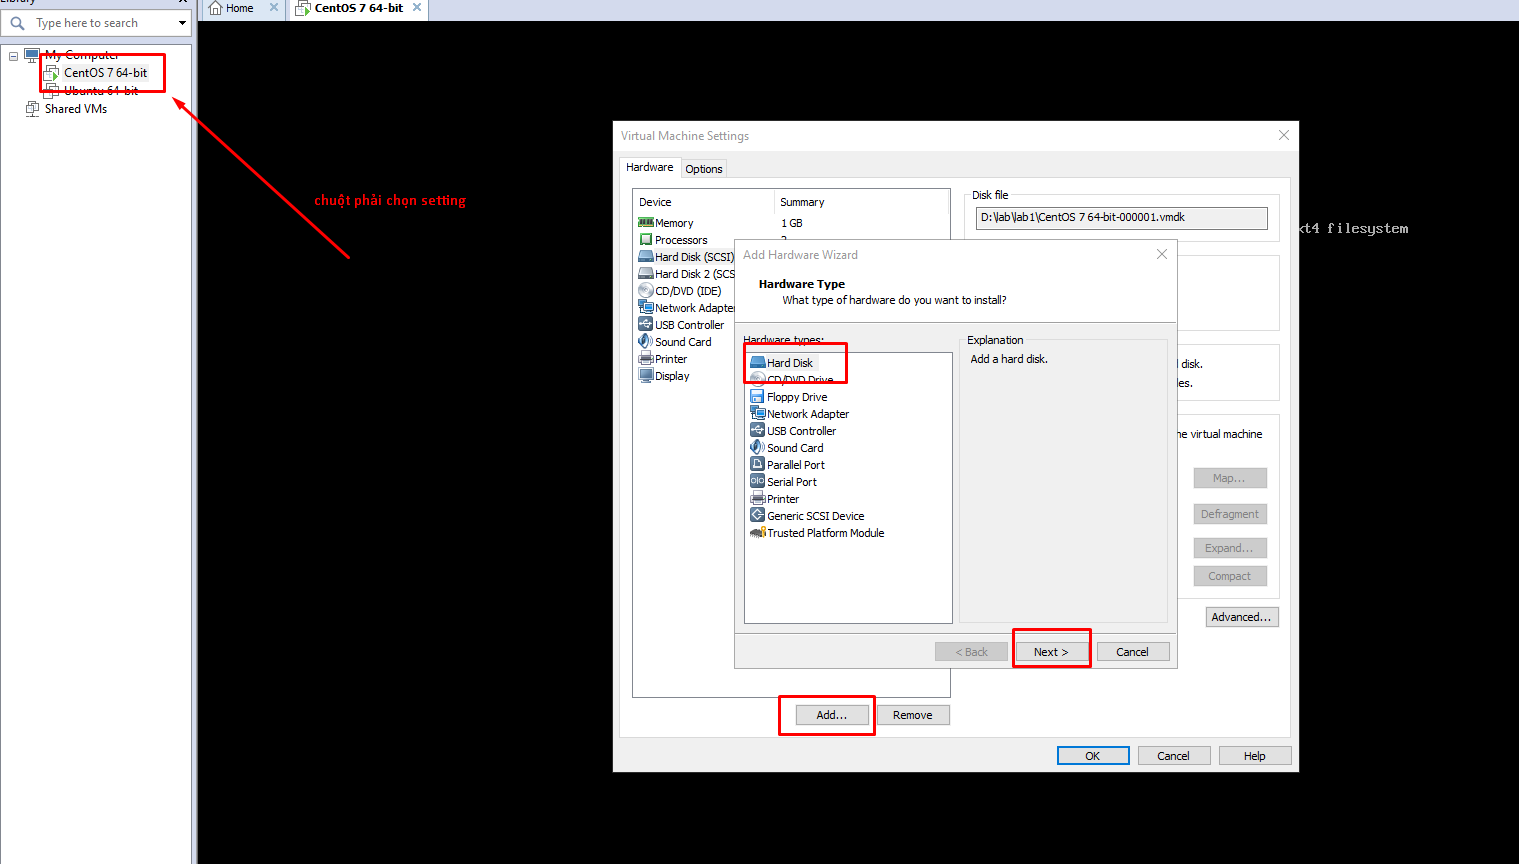 Library
Type here to search
My Computer
CentOS 7 64-bit
Ubuntu 64-bit
Shared VMs
Home
CentOS 7 64-bit
chuột phải chọn setting
xt4 filesystem
Virtual Machine Settings
Hardware
Options
Device Summary
Memory 1 GB
Processors
Hard Disk (SCSI)
Hard Disk 2 (SCS
CD/DVD (IDE)
Network Adapte
USB Controller
Sound Card
Printer
Display
Disk file
D:\lab\lab1\CentOS 7 64-bit-000001.vmdk
disk.
es.
he virtual machine
Map...
Defragment
Expand...
Compact
Advanced...
Add Hardware Wizard
Hardware Type
What type of hardware do you want to install?
Hardware types:
Hard Disk
CD/DVD Drive
Floppy Drive
Network Adapter
USB Controller
Sound Card
Parallel Port
Serial Port
Printer
Generic SCSI Device
Trusted Platform Module
Explanation
Add a hard disk.
< Back
Next >
Cancel
Add...
Remove
OK
Cancel
Help